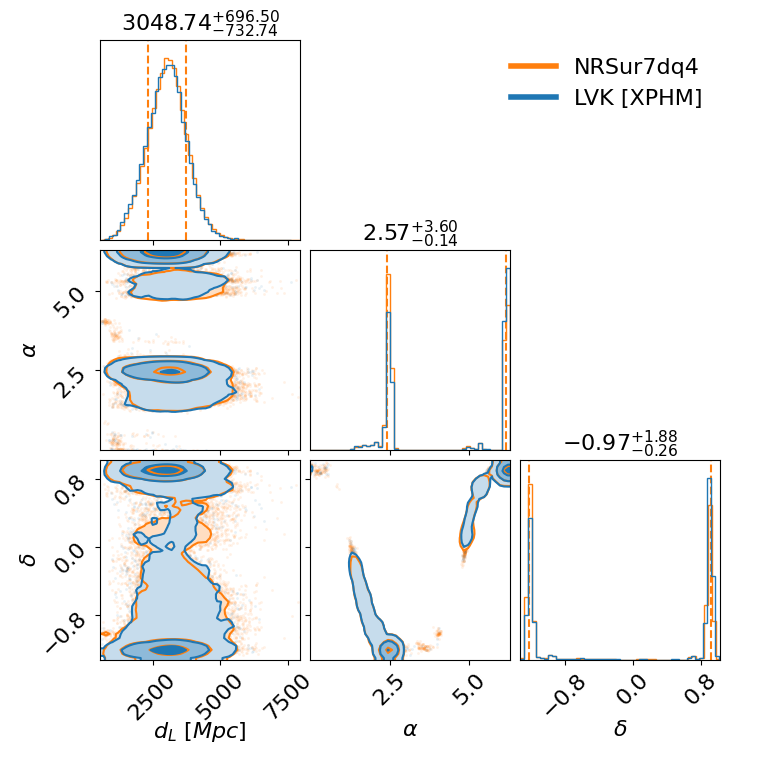 3048.74+696.50−732.74
NRSur7dq4
LVK [XPHM]
2.57+3.60−0.14
α
5.0
2.5
−0.97+1.88−0.26
δ
0.8
0.0
−0.8
2500
5000
7500
2.5
5.0
−0.8
0.0
0.8
d_L [Mpc]
α
δ